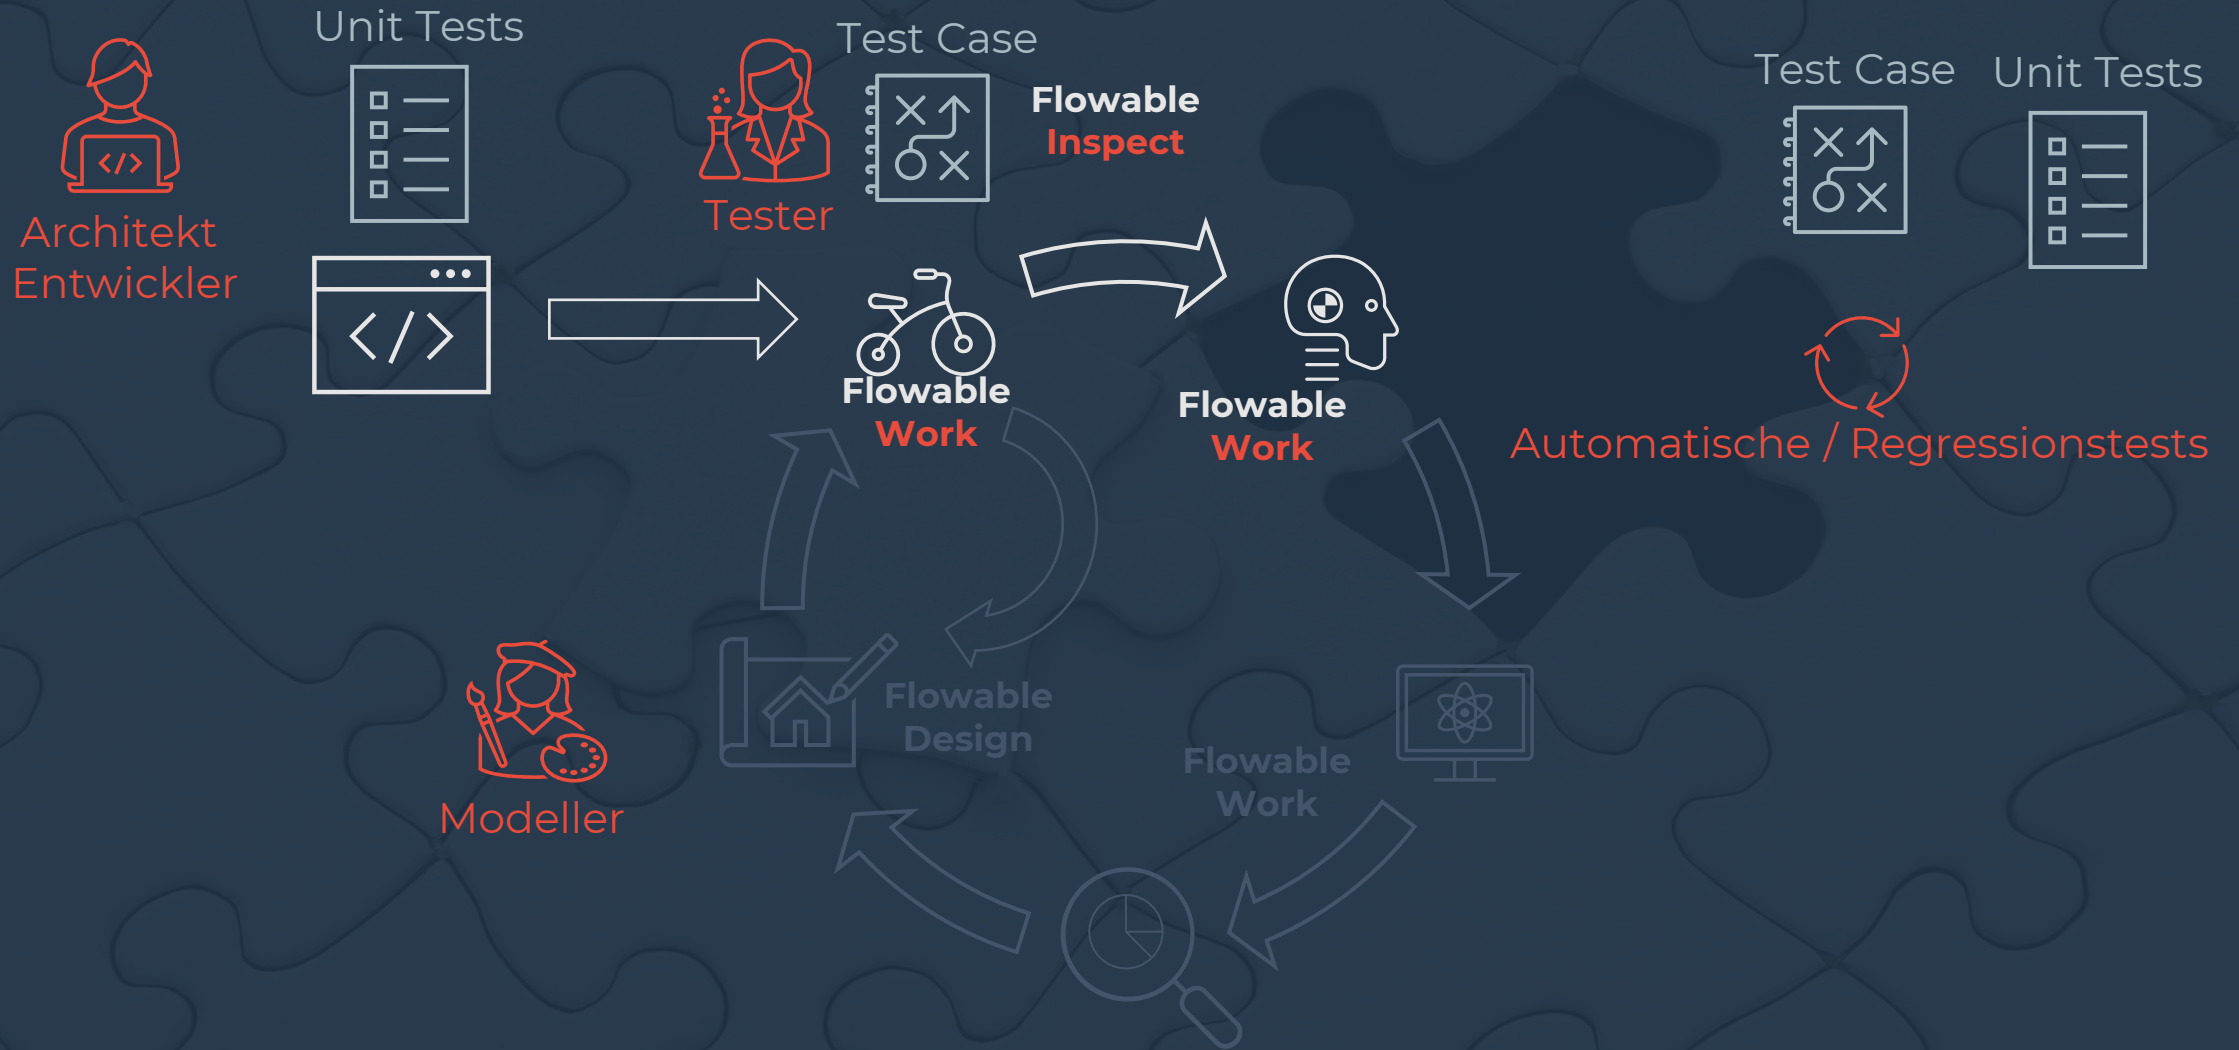 Unit Tests
Architekt
Entwickler
</>
</>
Tester
Test Case
Flowable
Inspect
Flowable
Work
Flowable
Work
Test Case
Unit Tests
Automatische / Regressionstests
Modeller
Flowable
Design
Flowable
Work